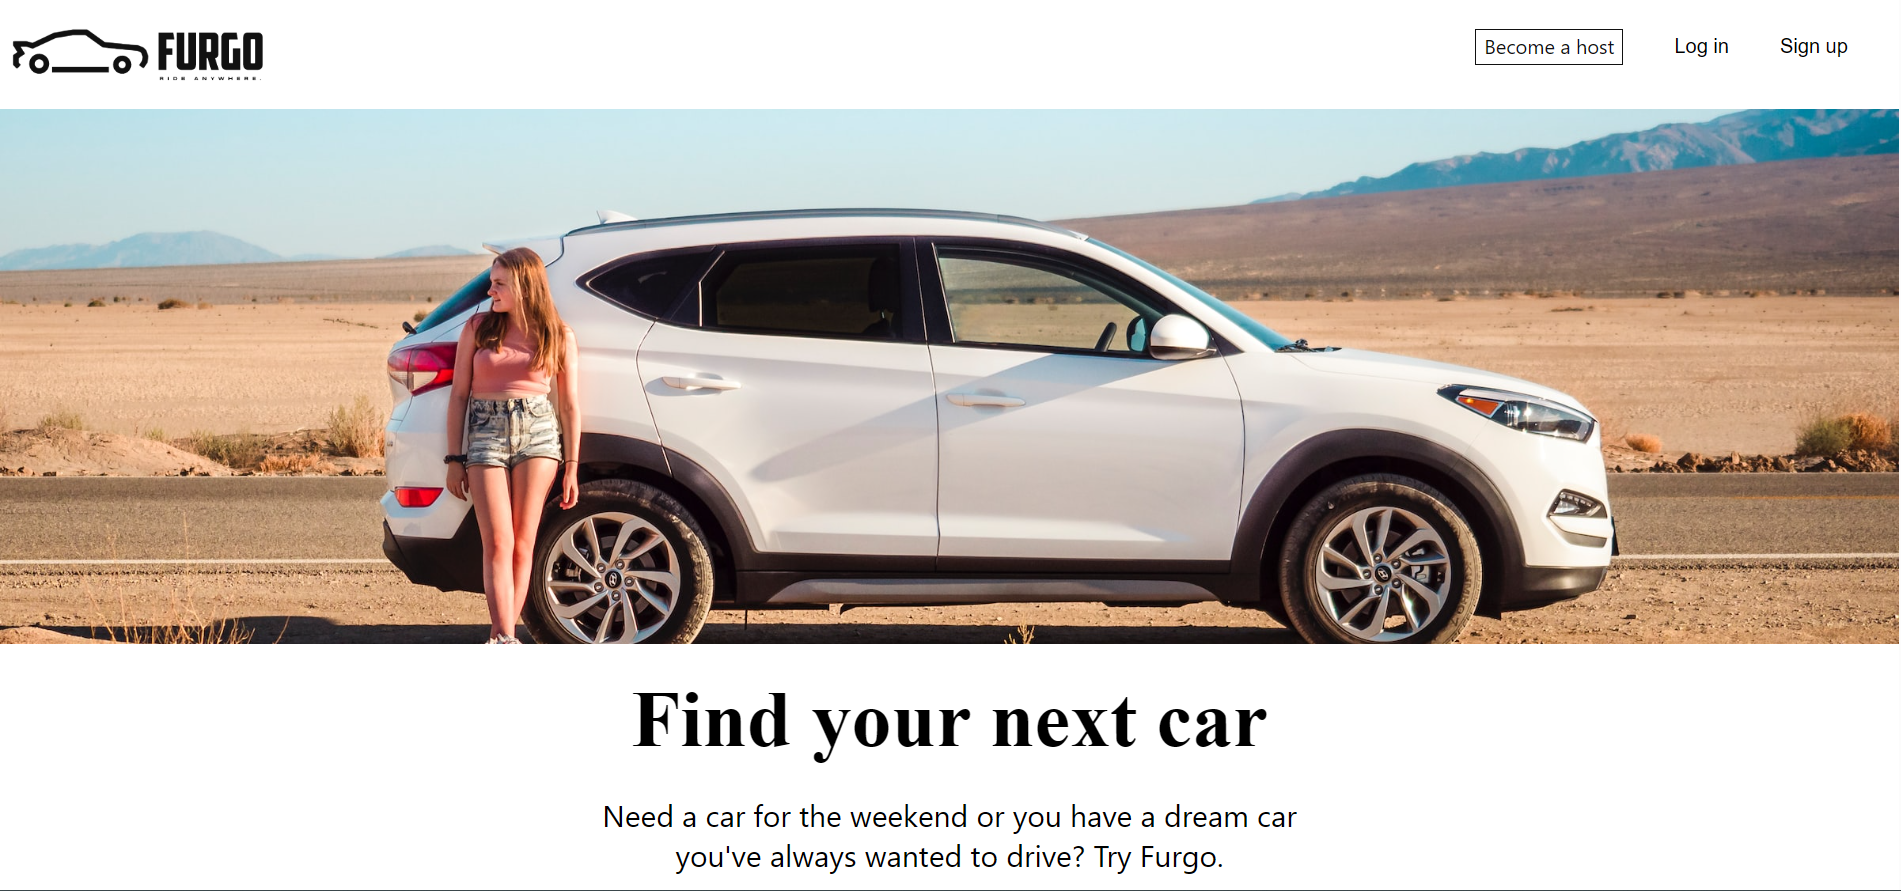 FURGO
RIDE ANYWHERE.
Become a host
Log in
Sign up
Find your next car
Need a car for the weekend or you have a dream car
you've always wanted to drive? Try Furgo.